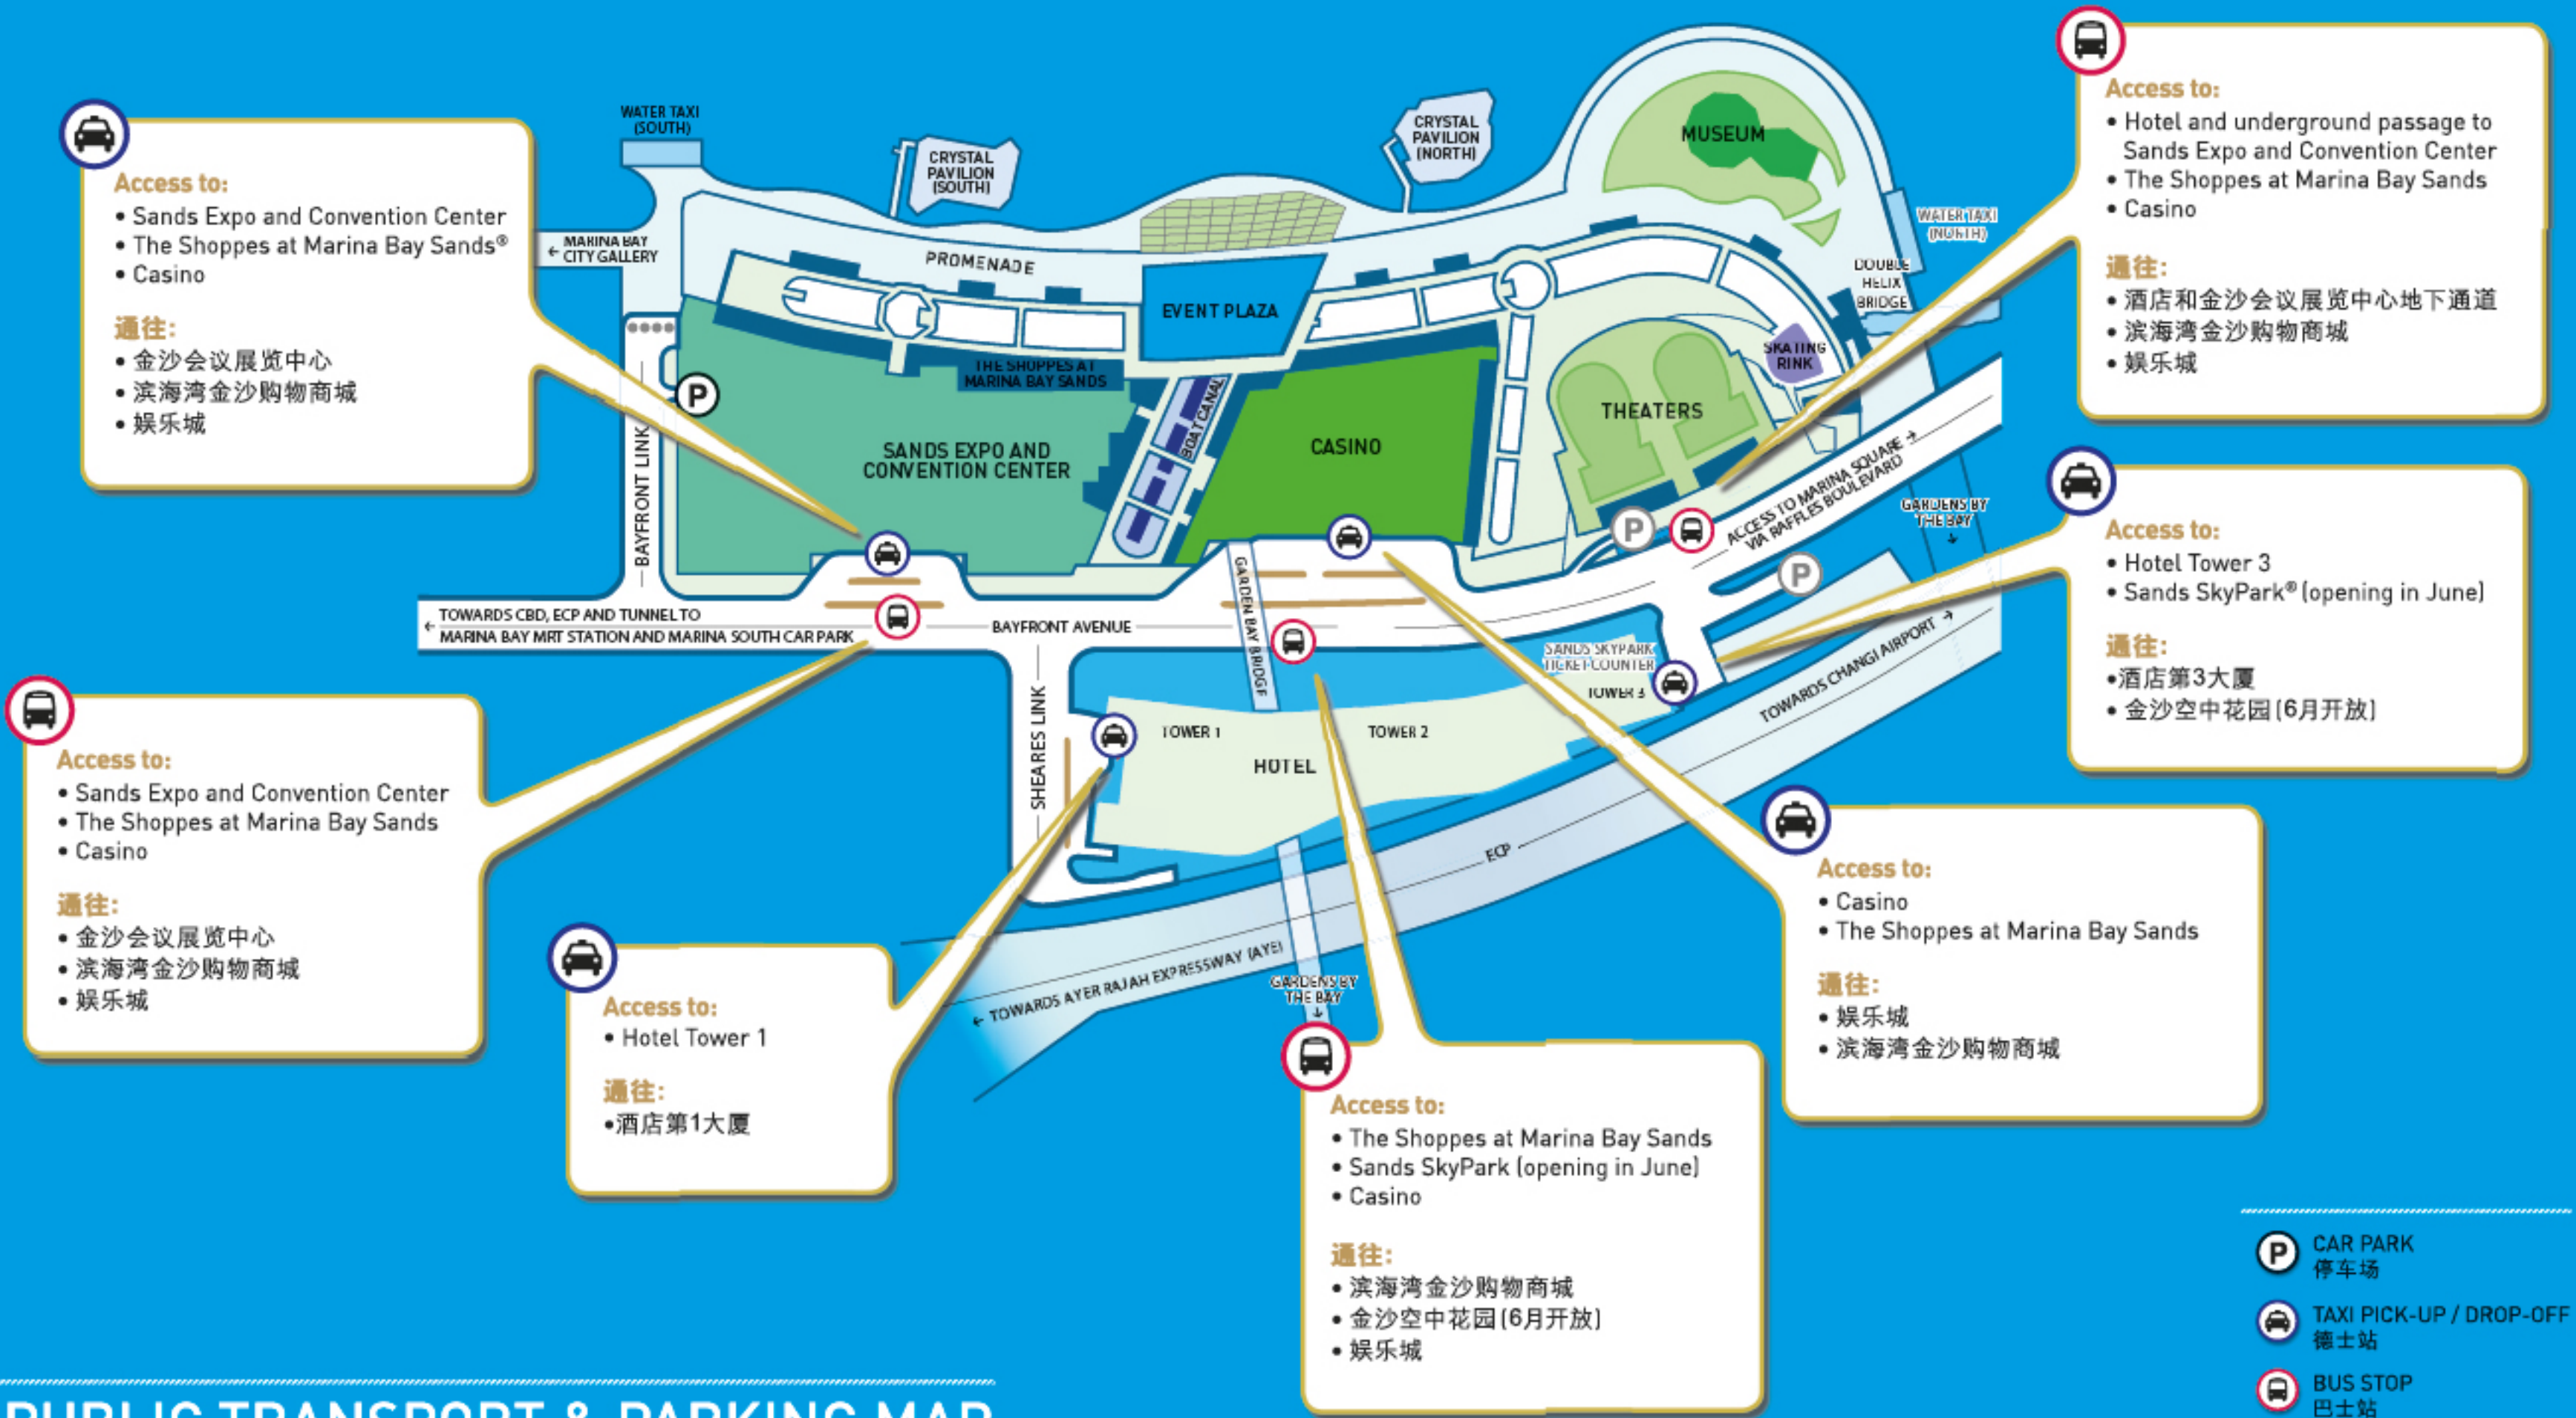 Access to:
• Sands Expo and Convention Center
• The Shoppes at Marina Bay Sands®
• Casino
通往:
• 金沙会议展览中心
• 滨海湾金沙购物商城
• 娱乐城
WATER TAXI
(SOUTH)
← MARINA BAY
CITY GALLERY
CRYSTAL
PAVILION
(SOUTH)
CRYSTAL
PAVILION
(NORTH)
MUSEUM
WATER TAXI
(NORTH)
DOUBLE
HELIX
BRIDGE
PROMENADE
EVENT PLAZA
THE SHOPPES AT
MARINA BAY SANDS
BOAT CANAL
SANDS EXPO AND
CONVENTION CENTER
CASINO
THEATERS
SKATING
RINK
P
BAYFRONT LINK
P
P
ACCESS TO MARINA SQUARE →
VIA RAFFLES BOULEVARD
GARDENS BY
THE BAY
↓
GARDEN BAY BRIDGE
← TOWARDS CBD, ECP AND TUNNEL TO
MARINA BAY MRT STATION AND MARINA SOUTH CAR PARK
BAYFRONT AVENUE
SHEARES LINK
SANDS SKYPARK
TICKET COUNTER
TOWER 3
TOWER 1
TOWER 2
HOTEL
TOWARDS CHANGI AIRPORT →
ECP
← TOWARDS AYER RAJAH EXPRESSWAY (AYE)
GARDENS BY
THE BAY
↓
Access to:
• Hotel and underground passage to
Sands Expo and Convention Center
• The Shoppes at Marina Bay Sands
• Casino
通往:
• 酒店和金沙会议展览中心地下通道
• 滨海湾金沙购物商城
• 娱乐城
Access to:
• Hotel Tower 3
• Sands SkyPark® (opening in June)
通往:
•酒店第3大厦
• 金沙空中花园(6月开放)
Access to:
• Sands Expo and Convention Center
• The Shoppes at Marina Bay Sands
• Casino
通往:
• 金沙会议展览中心
• 滨海湾金沙购物商城
• 娱乐城
Access to:
• Hotel Tower 1
通往:
•酒店第1大厦
Access to:
• The Shoppes at Marina Bay Sands
• Sands SkyPark (opening in June)
• Casino
通往:
• 滨海湾金沙购物商城
• 金沙空中花园(6月开放)
• 娱乐城
Access to:
• Casino
• The Shoppes at Marina Bay Sands
通往:
• 娱乐城
• 滨海湾金沙购物商城
P
CAR PARK
停车场
TAXI PICK-UP / DROP-OFF
德士站
BUS STOP
巴士站
PUBLIC TRANSPORT & PARKING MAP